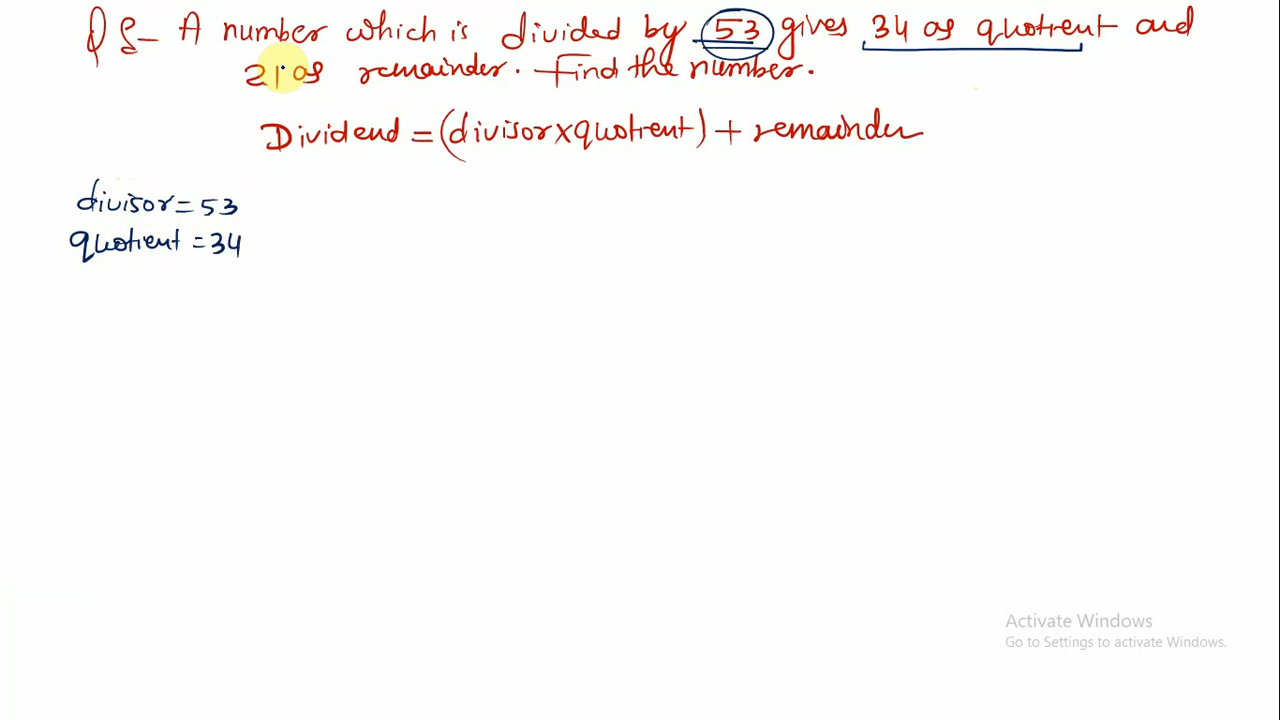 Q 8- A number which is divided by 53 gives 34 as quotient and
21 as remainder. Find the number.
Dividend = (divisor x quotient) + remainder
divisor = 53
quotient = 34
Activate Windows
Go to Settings to activate Windows.